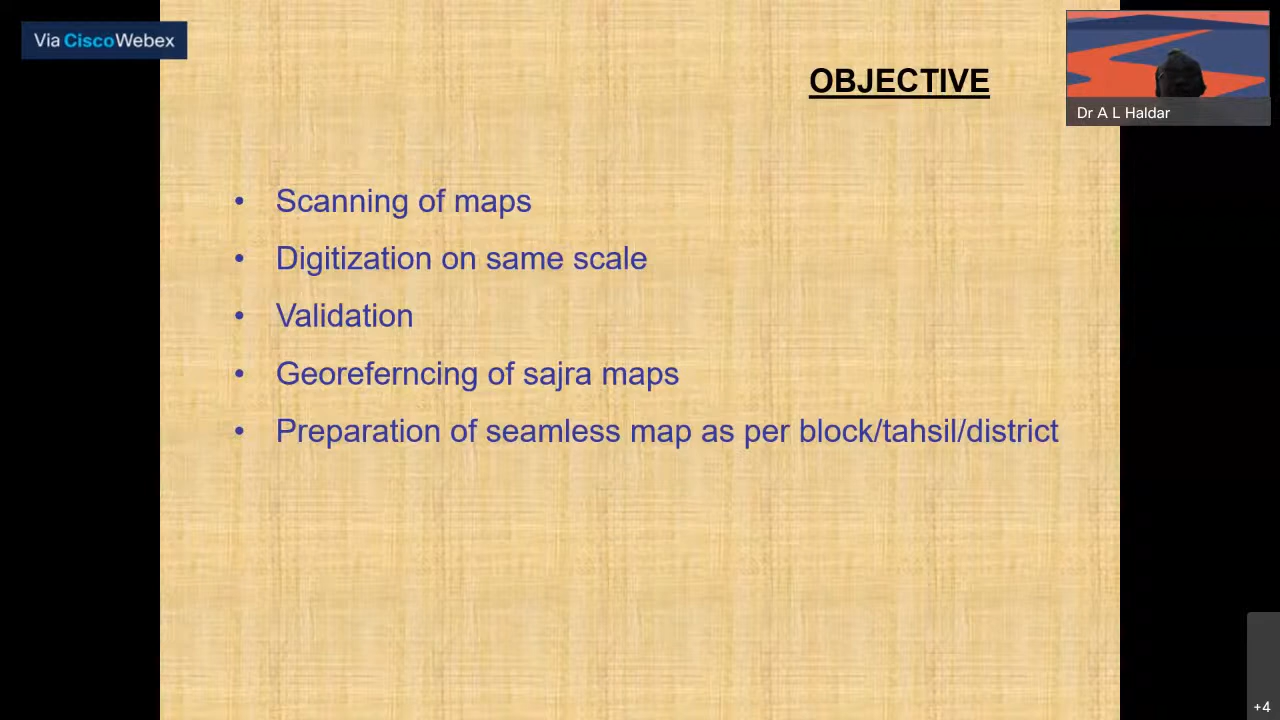 Via CiscoWebex
OBJECTIVE
Dr A L Haldar
• Scanning of maps
• Digitization on same scale
• Validation
• Georeferncing of sajra maps
• Preparation of seamless map as per block/tahsil/district
+4